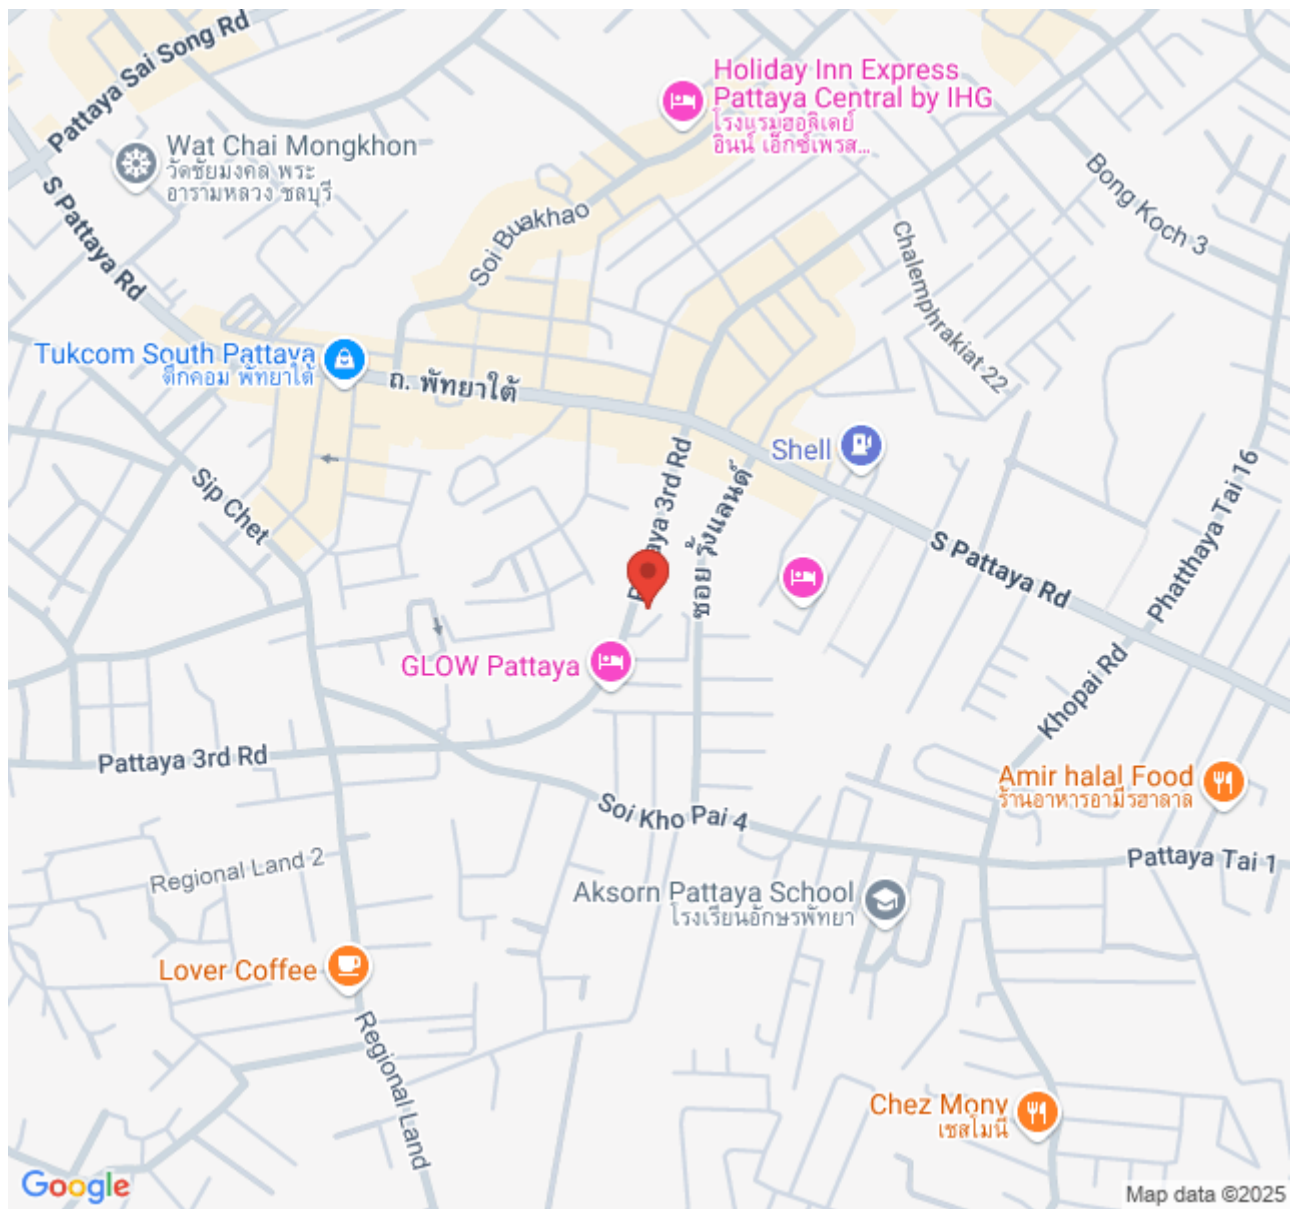 Pattaya Sai Song Rd
Holiday Inn Express
Pattaya Central by IHG
โรงแรมฮอลิเดย์
อินน์ เอ็กซ์เพรส...
Wat Chai Mongkhon
วัดชัยมงคล พระ
อารามหลวง ชลบุรี
S Pattaya Rd
Soi Buakhao
Bong Koch 3
Chalemphrakiat 22
Tukcom South Pattaya
ตึกคอม พัทยาใต้
ถ. พัทยาใต้
Shell
Sip Chet
Pattaya 3rd Rd
ซอย วิ้งแลนด์
S Pattaya Rd
Phatthaya Tai 16
GLOW Pattaya
Khopai Rd
Pattaya 3rd Rd
Amir halal Food
ร้านอาหารอามีรฮาลาล
Soi Kho Pai 4
Pattaya Tai 1
Regional Land 2
Aksorn Pattaya School
โรงเรียนอักษรพัทยา
Lover Coffee
Regional Land
Chez Mony
เชสโมนี
Google
Map data ©2025